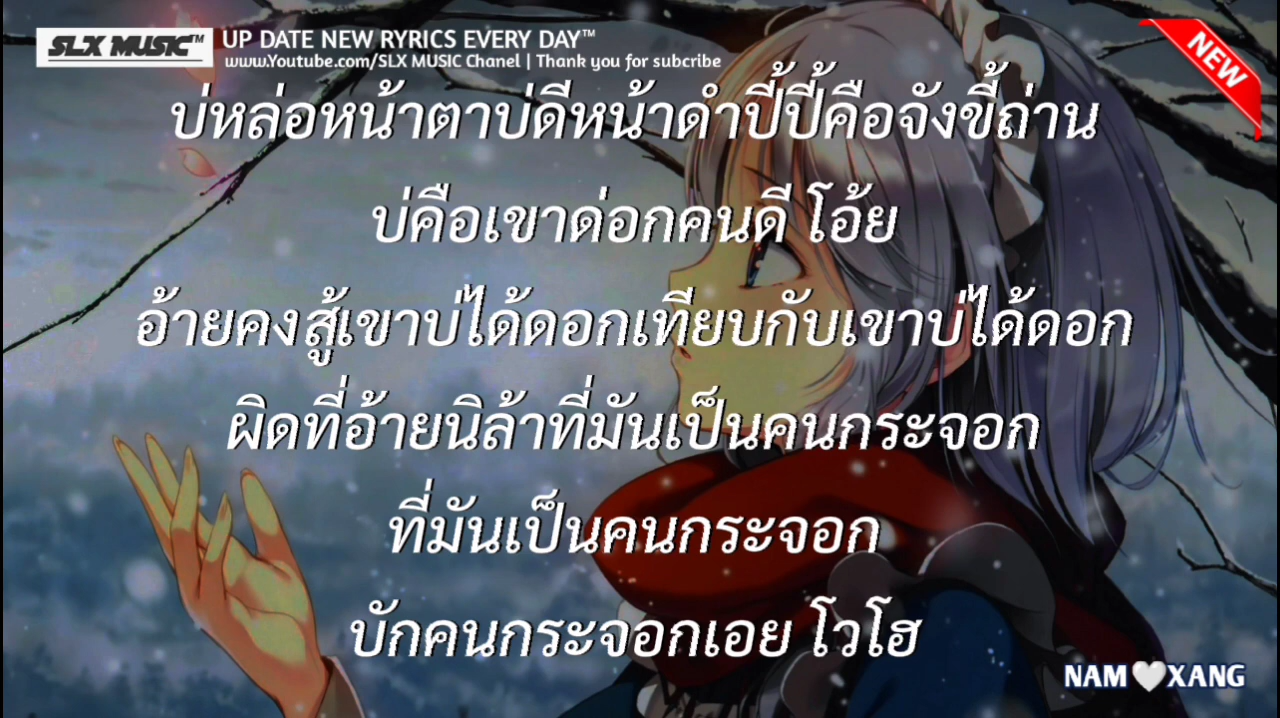 SLX MUSIC™
UP DATE NEW RYRICS EVERY DAY™
www.Youtube.com/SLX MUSIC Chanel | Thank you for subcribe
NEW
บ่หล่อหน้าตาบ่ดีหน้าดำปี้ปี้คือจังขี้ถ่าน
บ่คือเขาด่อกคนดี โอ้ย
อ้ายคงสู้เขาบ่ได้ดอกเทียบกับเขาบ่ได้ดอก
ผิดที่อ้ายนิล้าที่มันเป็นคนกระจอก
ที่มันเป็นคนกระจอก
บักคนกระจอกเอย โวโฮ
NAM🤍XANG